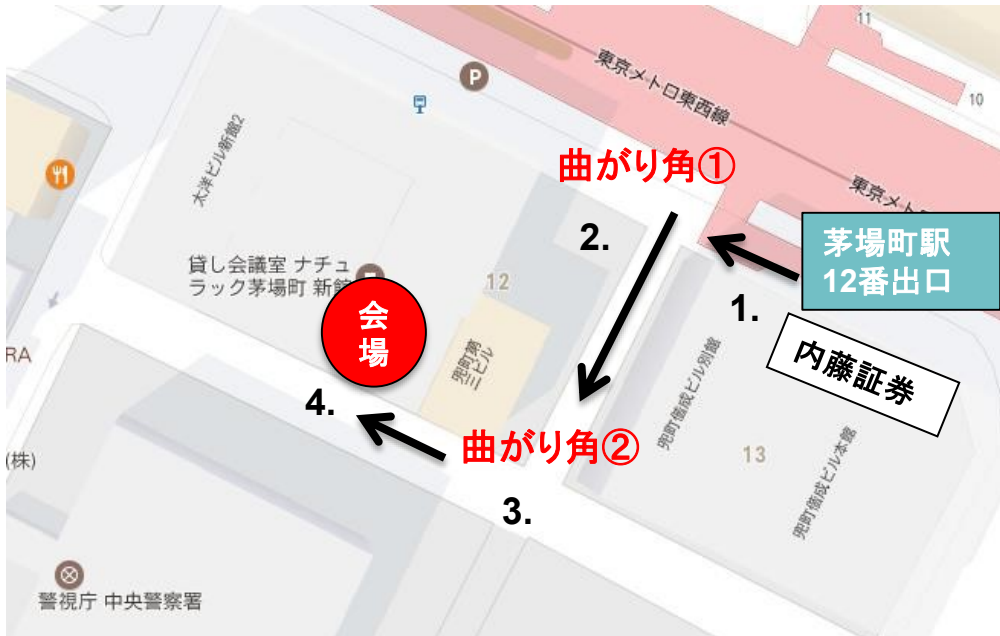 11
10
東京メトロ東西線
P
太洋ビル新館2
曲がり角①
東京メトロ
茅場町駅
12番出口
2.
貸し会議室 ナチュ
ラック茅場町 新館
12
1.
会
場
内藤証券
兜町第
三ビル
兜町偕成ビル別館
RA
4.
曲がり角②
13
兜町偕成ビル本館
(株)
3.
警視庁 中央警察署